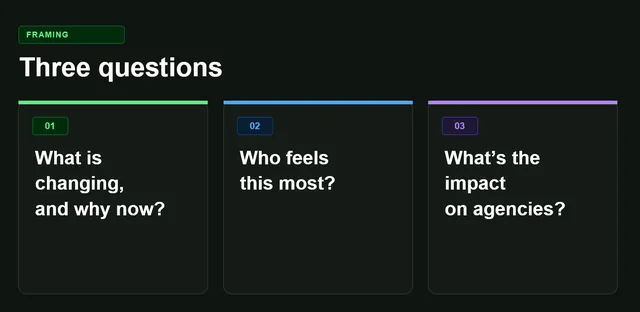 FRAMING
Three questions
01
What is
changing,
and why now?
02
Who feels
this most?
03
What’s the
impact
on agencies?